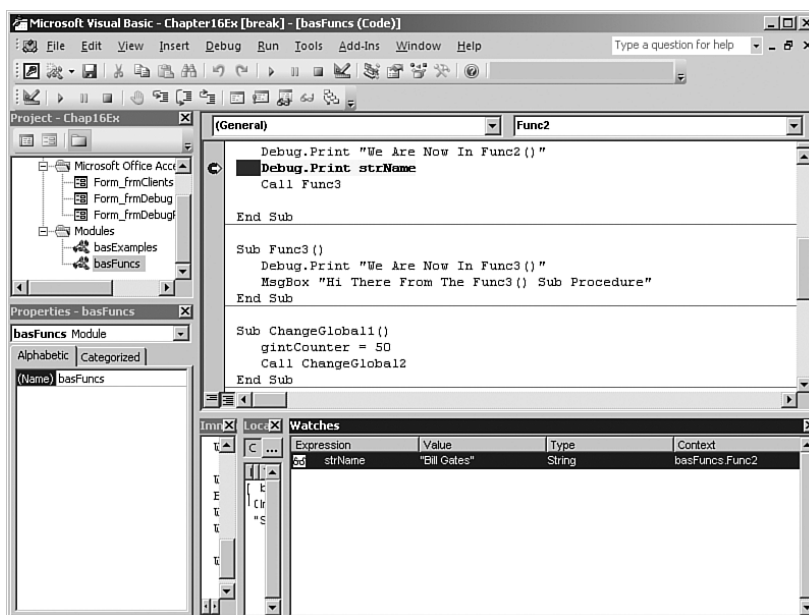 Microsoft Visual Basic - Chapter16Ex [break] - [basFuncs (Code)]
File Edit View Insert Debug Run Tools Add-Ins Window Help
Type a question for help
Project - Chap16Ex
Microsoft Office Acce
Form_frmClients
Form_frmDebug
Form_frmDebugF
Modules
basExamples
basFuncs
Properties - basFuncs
basFuncs Module
Alphabetic Categorized
(Name) basFuncs
(General) Func2
Debug.Print "We Are Now In Func2()"
Debug.Print strName
Call Func3
End Sub
Sub Func3()
Debug.Print "We Are Now In Func3()"
MsgBox "Hi There From The Func3() Sub Procedure"
End Sub
Sub ChangeGlobal1()
gintCounter = 50
Call ChangeGlobal2
End Sub
Imm
Loca
C ...
Watches
Expression Value Type Context
strName "Bill Gates" String basFuncs.Func2